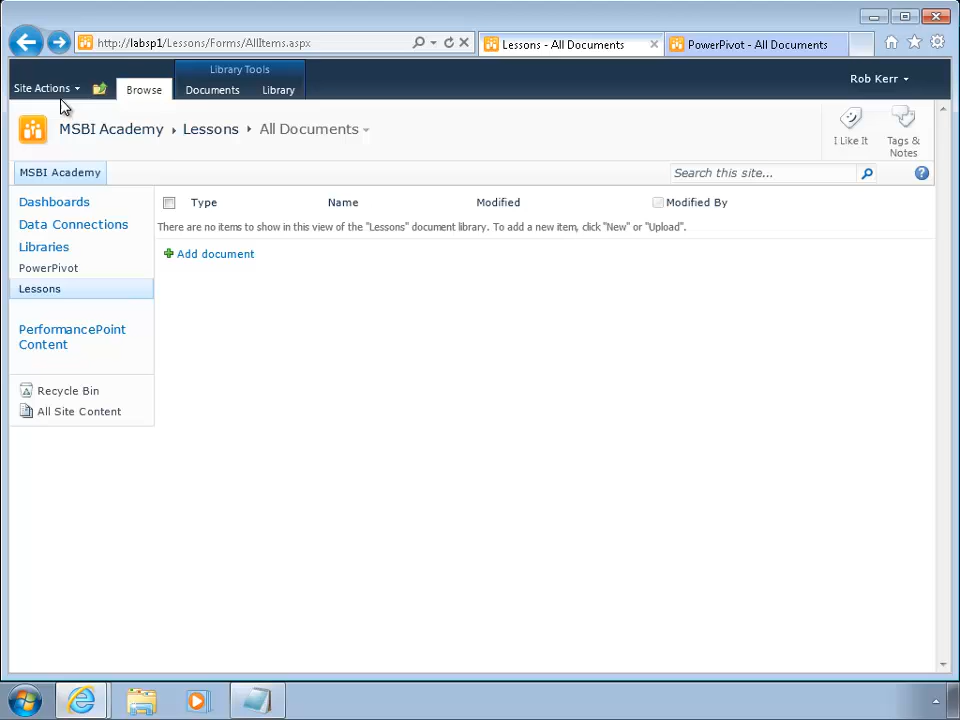 http://labsp1/Lessons/Forms/AllItems.aspx
Lessons - All Documents
PowerPivot - All Documents
Site Actions
Browse
Library Tools
Documents
Library
Rob Kerr
MSBI Academy
Lessons
All Documents
I Like It
Tags &
Notes
MSBI Academy
Search this site...
Dashboards
Data Connections
Libraries
PowerPivot
Lessons
PerformancePoint
Content
Recycle Bin
All Site Content
Type Name Modified Modified By
There are no items to show in this view of the "Lessons" document library. To add a new item, click "New" or "Upload".
Add document